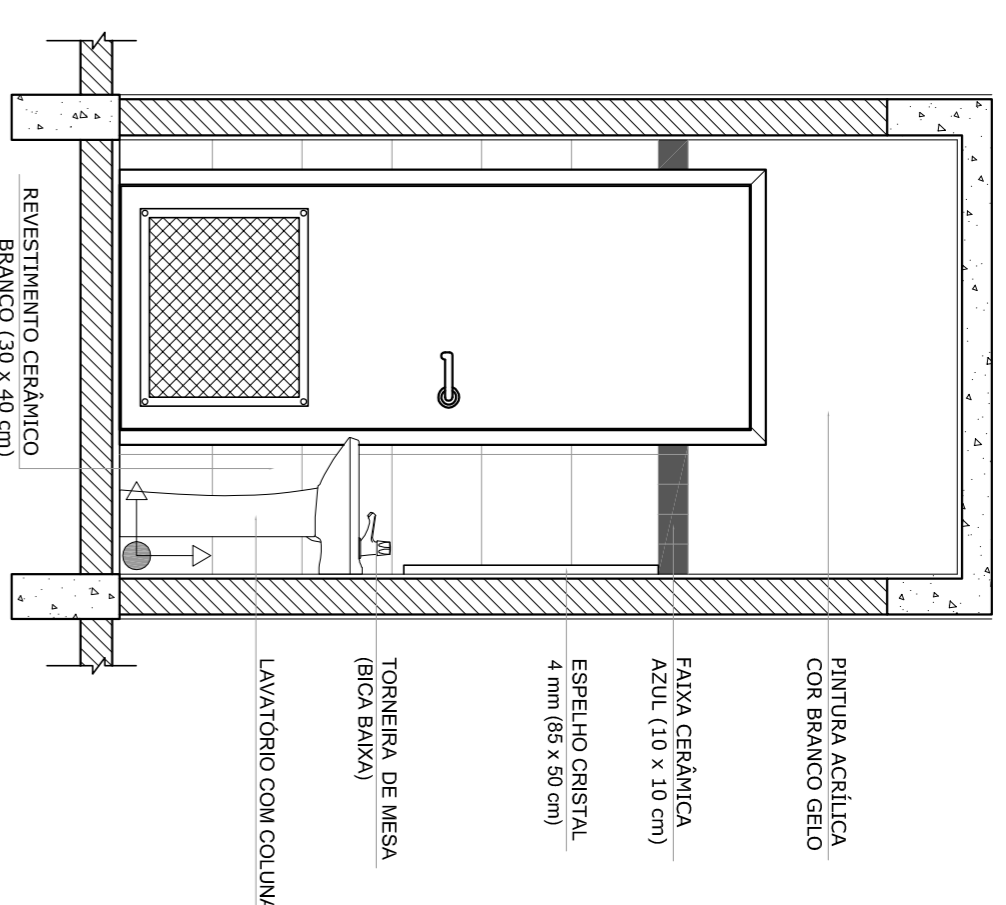 PINTURA ACRÍLICA
COR BRANCO GELO
FAIXA CERÂMICA
AZUL (10 x 10 cm)
ESPELHO CRISTAL
4 mm (85 x 50 cm)
TORNEIRA DE MESA
(BICA BAIXA)
LAVATÓRIO COM COLUNA
REVESTIMENTO CERÂMICO
BRANCO (30 x 40 cm)